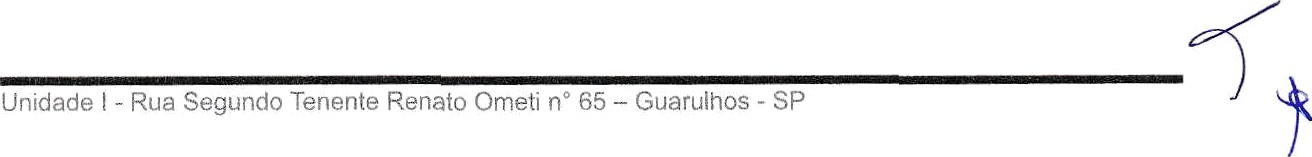 Unidade I - Rua Segundo Tenente Renato Ometi n° 65 – Guarulhos - SP